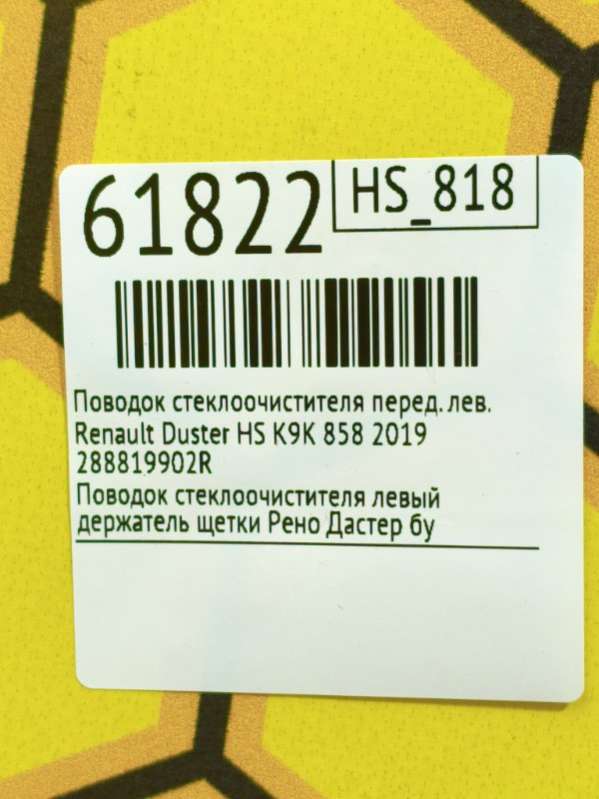 61822
HS_818
Поводок стеклоочистителя перед. лев.
Renault Duster HS K9K 858 2019
288819902R
Поводок стеклоочистителя левый
держатель щетки Рено Дастер бу